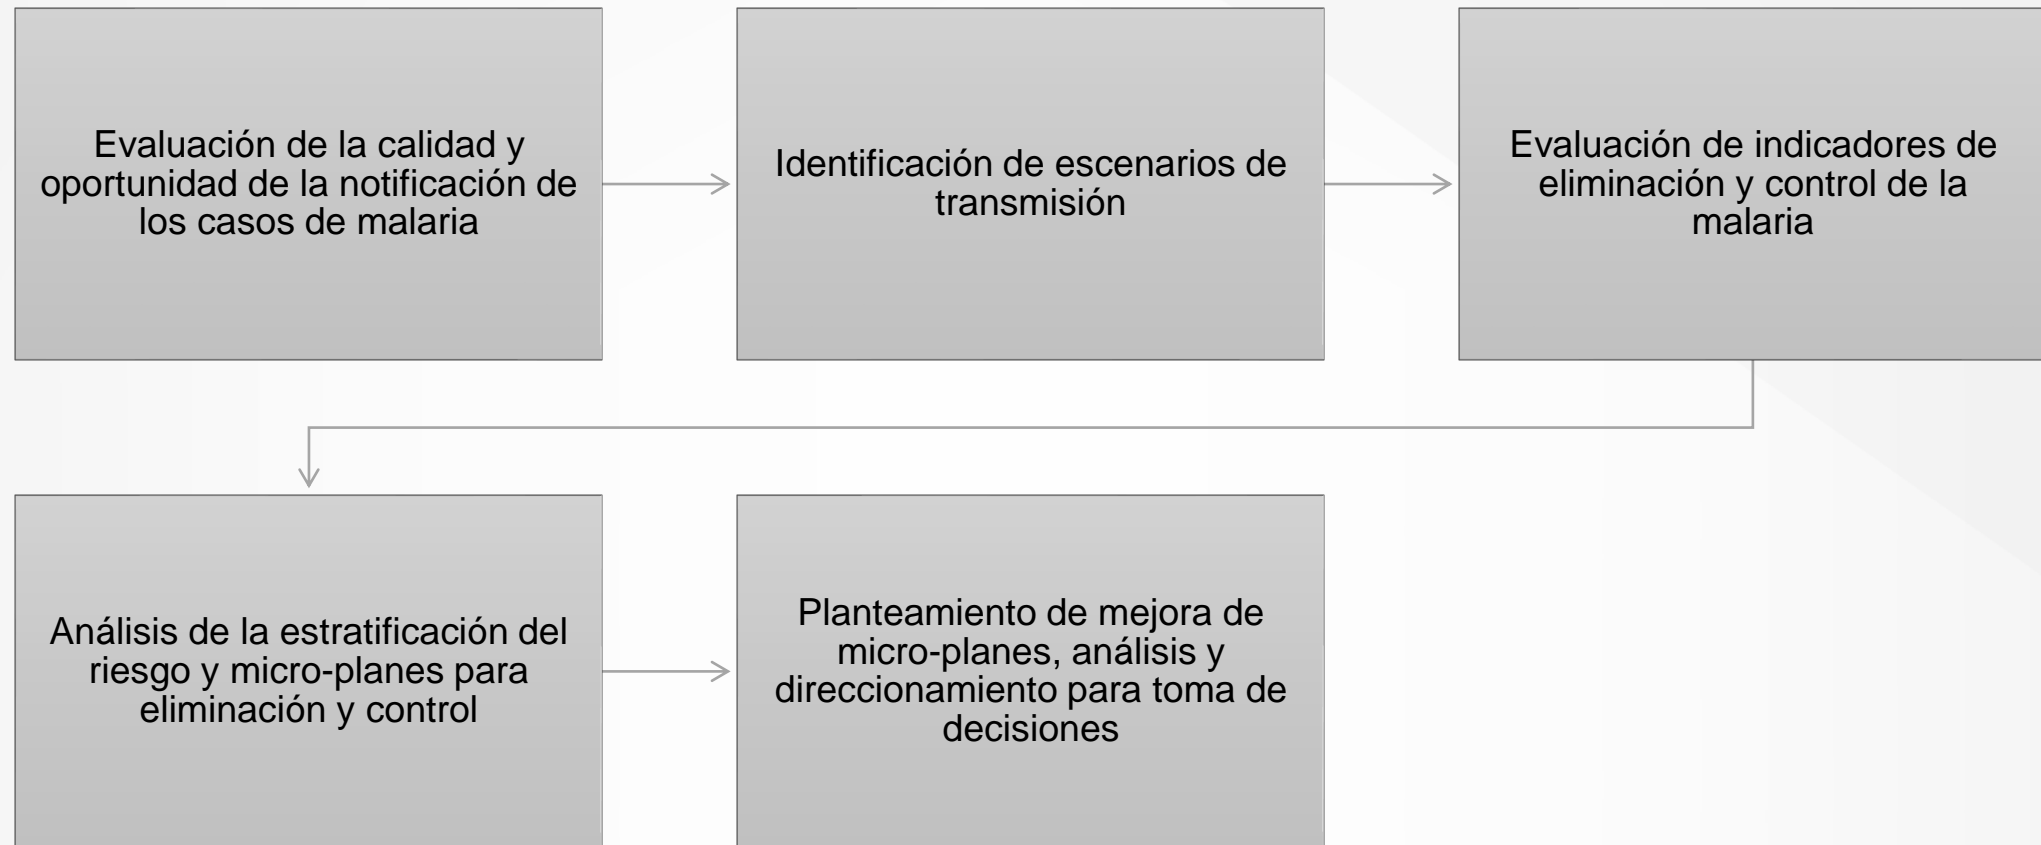 Evaluación de la calidad y
oportunidad de la notificación de
los casos de malaria
Identificación de escenarios de
transmisión
Evaluación de indicadores de
eliminación y control de la
malaria
Análisis de la estratificación del
riesgo y micro-planes para
eliminación y control
Planteamiento de mejora de
micro-planes, análisis y
direccionamiento para toma de
decisiones